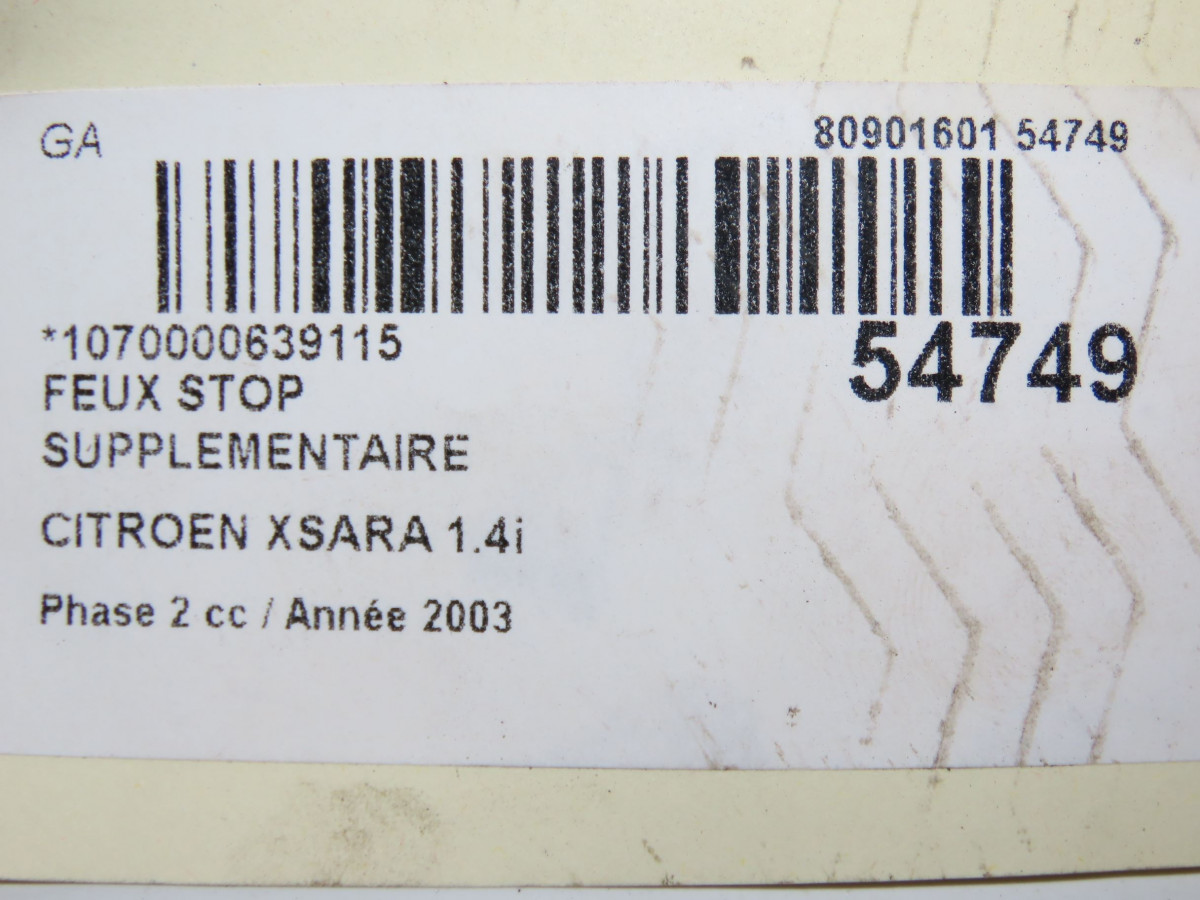 GA
80901601 54749
*1070000639115
54749
FEUX STOP
SUPPLEMENTAIRE
CITROEN XSARA 1.4i
Phase 2 cc / Année 2003